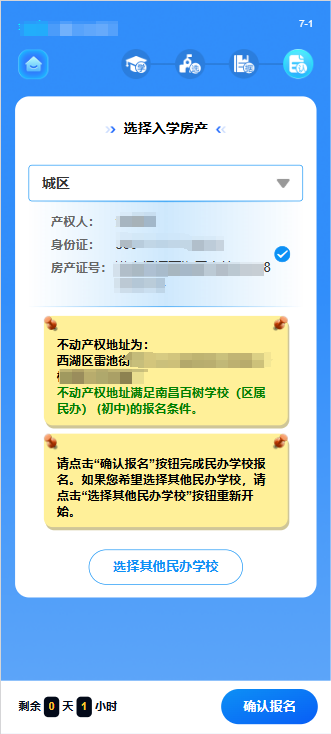 7-1
选择入学房产
城区
产权人：
身份证：
房产证号：
8
不动产权地址为：
西湖区雷池街
不动产权地址满足南昌百树学校（区属
民办）（初中)的报名条件。
请点击“确认报名”按钮完成民办学校报
名。如果您希望选择其他民办学校，请
点击“选择其他民办学校”按钮重新开
始。
选择其他民办学校
剩余 0 天 1 小时
确认报名